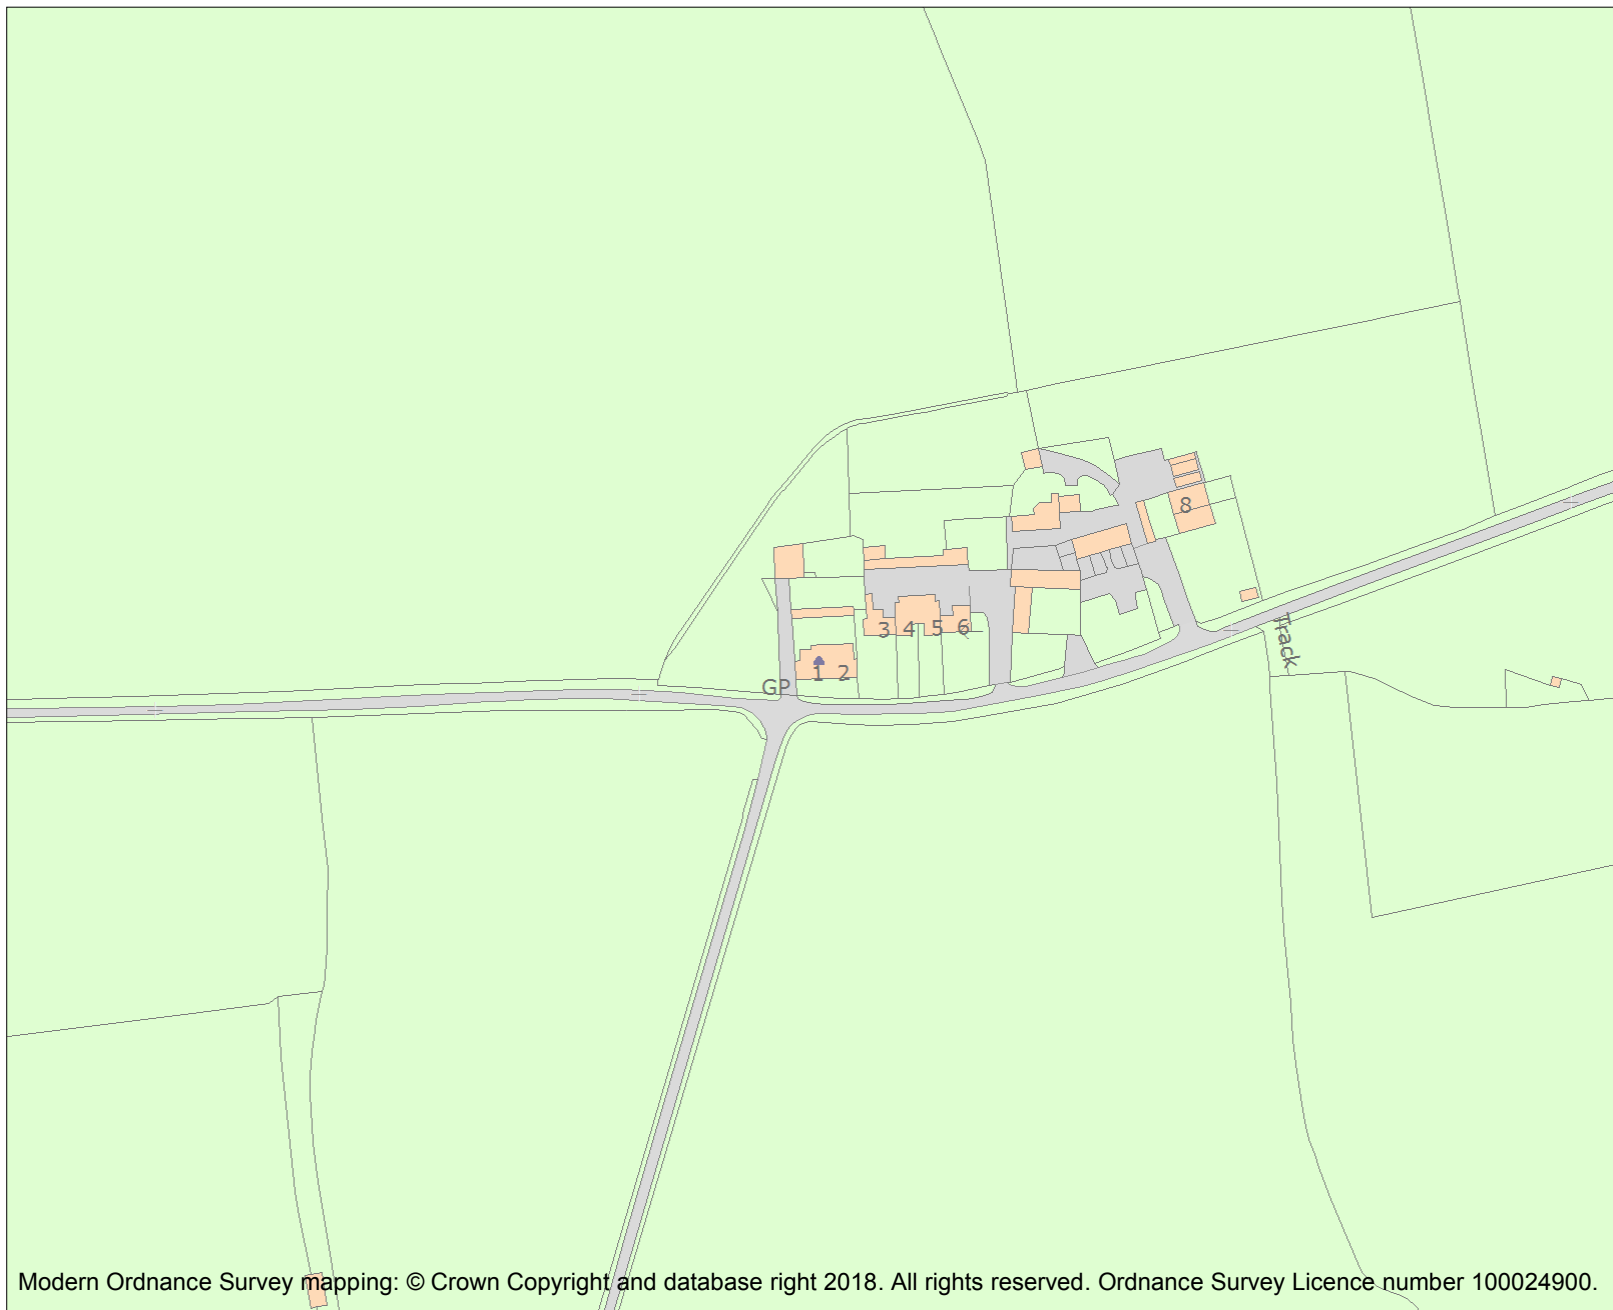 8
3 4 5 6
1 2
GP
Track
Modern Ordnance Survey mapping: © Crown Copyright and database right 2018. All rights reserved. Ordnance Survey Licence number 100024900.